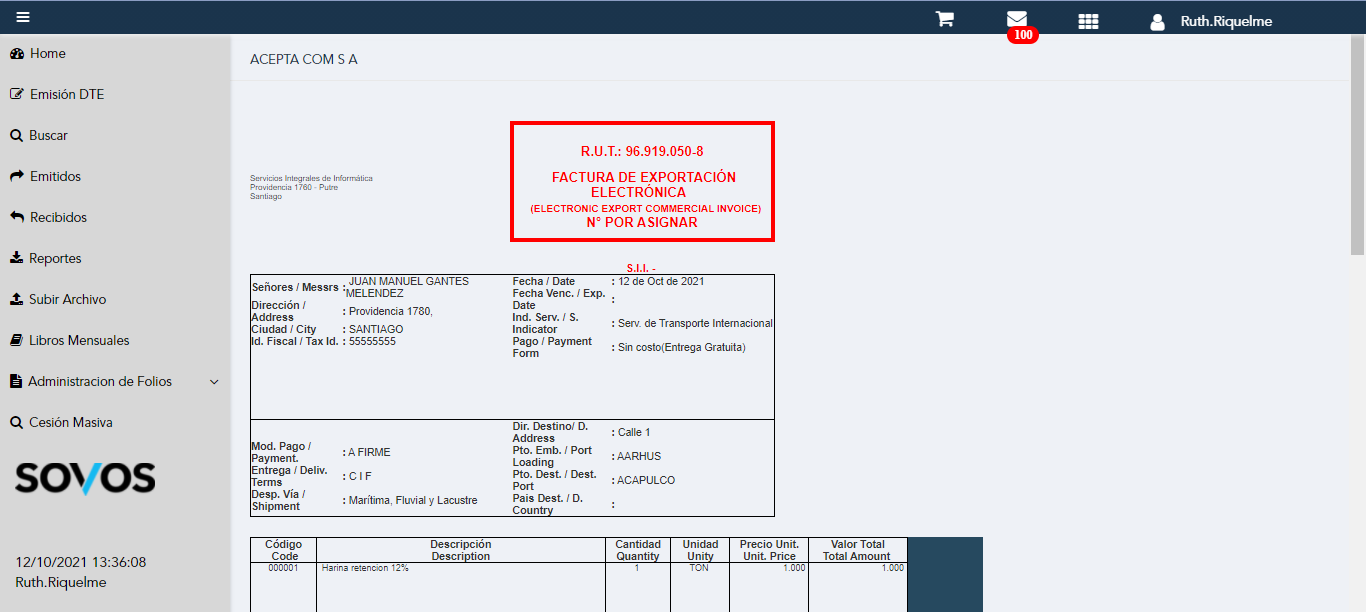 Ruth.Riquelme
100
Home
Emisión DTE
Buscar
Emitidos
Recibidos
Reportes
Subir Archivo
Libros Mensuales
Administracion de Folios
Cesión Masiva
SOVOS
12/10/2021 13:36:08
Ruth.Riquelme
ACEPTA COM S A
Servicios Integrales de Informática
Providencia 1760 - Putre
Santiago
R.U.T.: 96.919.050-8
FACTURA DE EXPORTACIÓN
ELECTRÓNICA
(ELECTRONIC EXPORT COMMERCIAL INVOICE)
N° POR ASIGNAR
S.I.I. -
Señores / Messrs : JUAN MANUEL GANTES
MELENDEZ
Dirección /
Address : Providencia 1780,
Ciudad / City : SANTIAGO
Id. Fiscal / Tax Id. : 55555555
Fecha / Date : 12 de Oct de 2021
Fecha Venc. / Exp.
Date :
Ind. Serv. / S.
Indicator : Serv. de Transporte Internacional
Pago / Payment
Form : Sin costo(Entrega Gratuita)
Mod. Pago /
Payment. : A FIRME
Entrega / Deliv.
Terms : C I F
Desp. Vía /
Shipment : Marítima, Fluvial y Lacustre
Dir. Destino/ D.
Address : Calle 1
Pto. Emb. / Port
Loading : AARHUS
Pto. Dest. / Dest.
Port : ACAPULCO
Pais Dest. / D.
Country :
Código Descripción Cantidad Unidad Precio Unit. Valor Total
Code Description Quantity Unity Unit. Price Total Amount
000001 Harina retencion 12% 1 TON 1.000 1.000